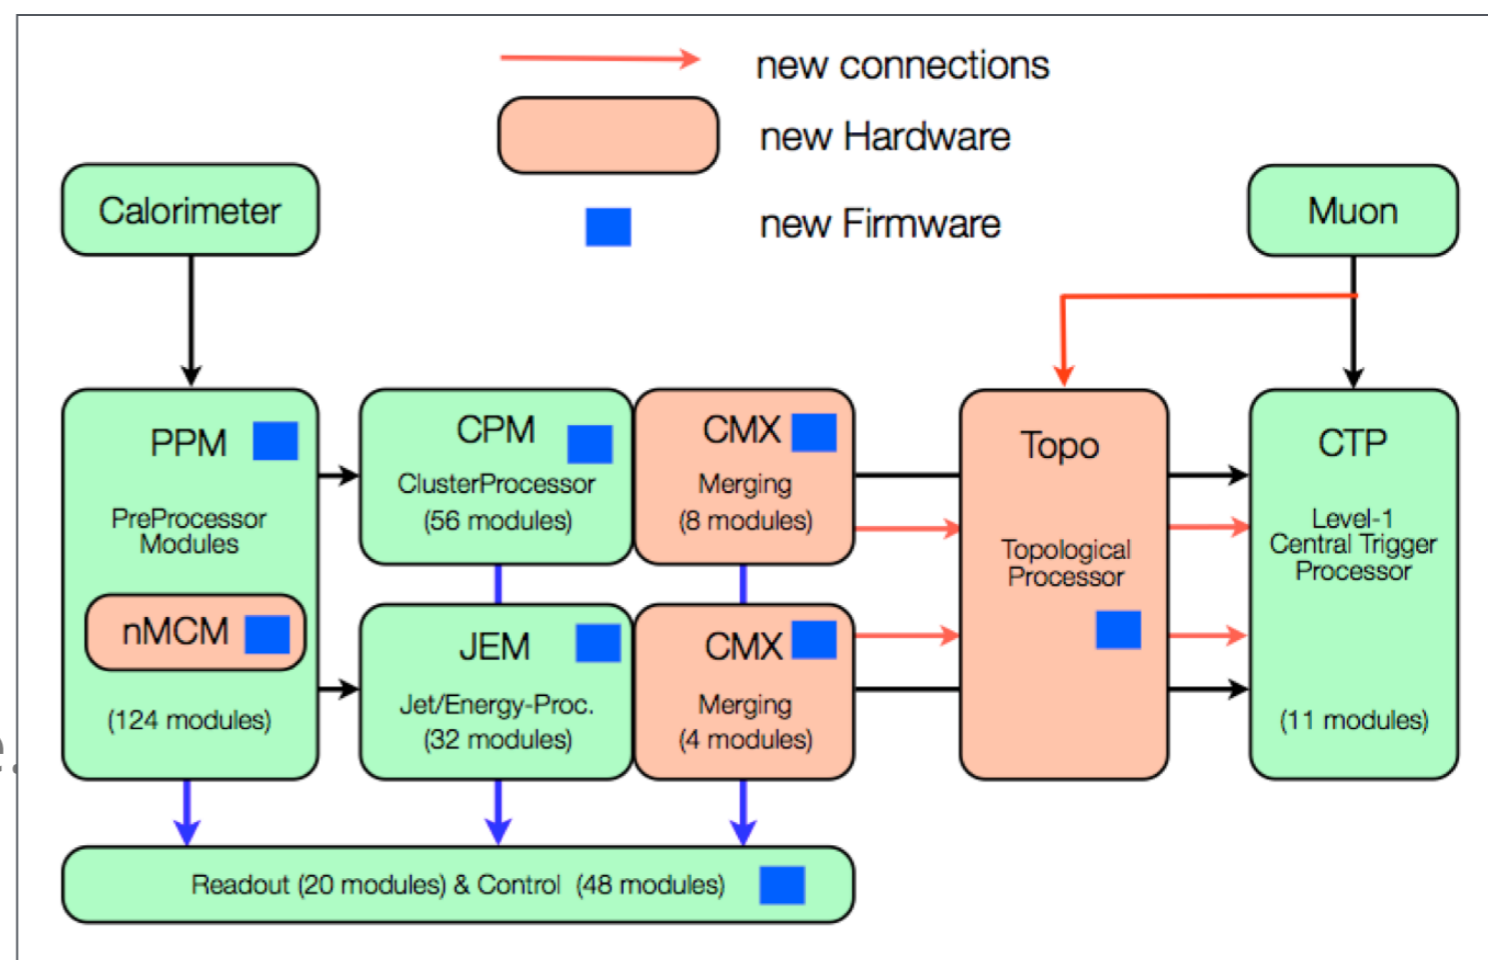 new connections
new Hardware
new Firmware
Calorimeter
Muon
PPM
PreProcessor
Modules
nMCM
(124 modules)
CPM
ClusterProcessor
(56 modules)
CMX
Merging
(8 modules)
JEM
Jet/Energy-Proc.
(32 modules)
CMX
Merging
(4 modules)
Topo
Topological
Processor
CTP
Level-1
Central Trigger
Processor
(11 modules)
Readout (20 modules) & Control (48 modules)